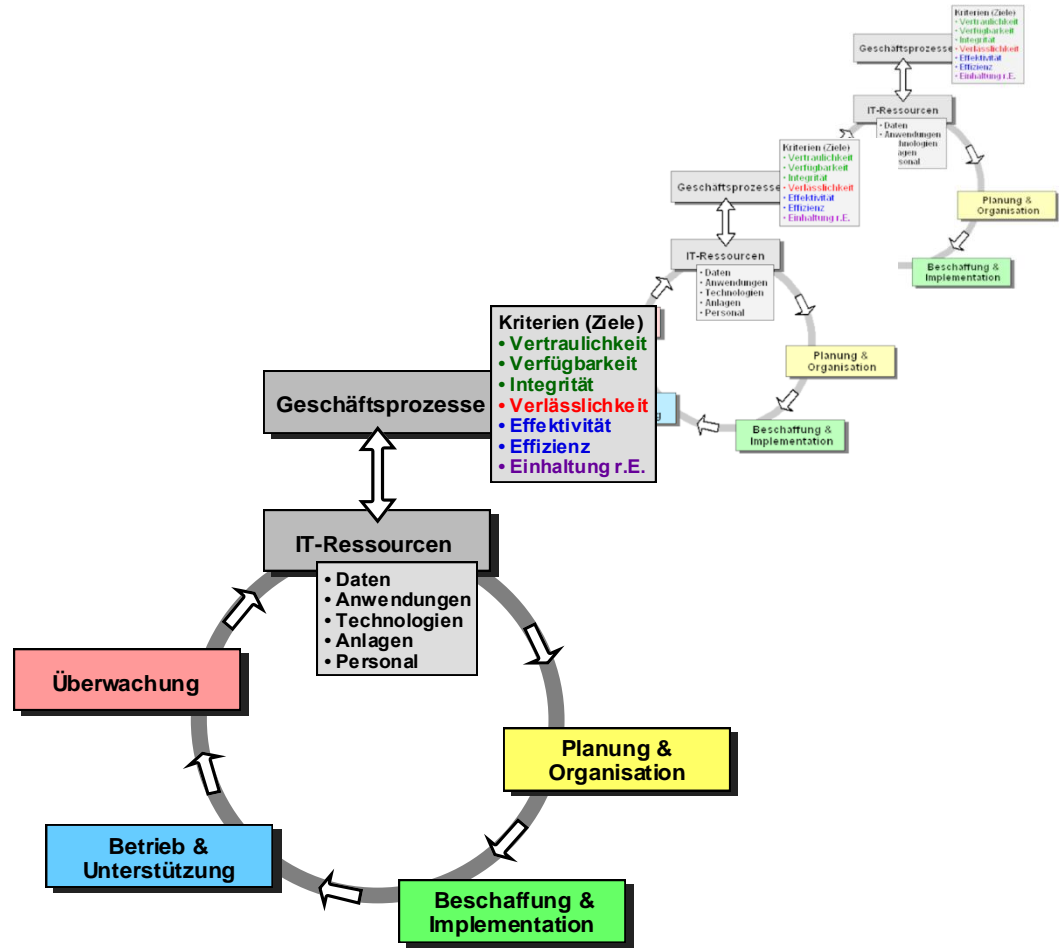 Kriterien (Ziele)
• Vertraulichkeit
• Verfügbarkeit
• Integrität
• Verlässlichkeit
• Effektivität
• Effizienz
• Einhaltung r.E.
Geschäftsprozesse
IT-Ressourcen
• Daten
• Anwendungen
Planung &
Organisation
Beschaffung &
Implementation
Kriterien (Ziele)
• Vertraulichkeit
• Verfügbarkeit
• Integrität
• Verlässlichkeit
• Effektivität
• Effizienz
• Einhaltung r.E.
Geschäftsprozesse
IT-Ressourcen
• Daten
• Anwendungen
• Technologien
• Anlagen
• Personal
Planung &
Organisation
Beschaffung &
Implementation
Kriterien (Ziele)
• Vertraulichkeit
• Verfügbarkeit
• Integrität
• Verlässlichkeit
• Effektivität
• Effizienz
• Einhaltung r.E.
Geschäftsprozesse
IT-Ressourcen
• Daten
• Anwendungen
• Technologien
• Anlagen
• Personal
Überwachung
Planung &
Organisation
Betrieb &
Unterstützung
Beschaffung &
Implementation